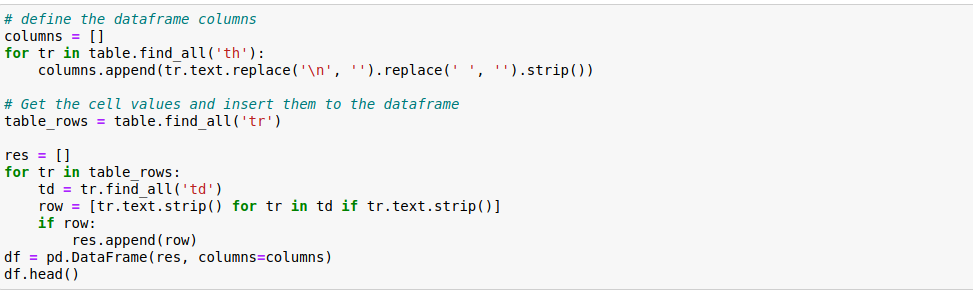 # define the dataframe columns
columns = []
for tr in table.find_all('th'):
    columns.append(tr.text.replace('\n', '').replace(' ', '').strip())

# Get the cell values and insert them to the dataframe
table_rows = table.find_all('tr')

res = []
for tr in table_rows:
    td = tr.find_all('td')
    row = [tr.text.strip() for tr in td if tr.text.strip()]
    if row:
        res.append(row)
df = pd.DataFrame(res, columns=columns)
df.head()